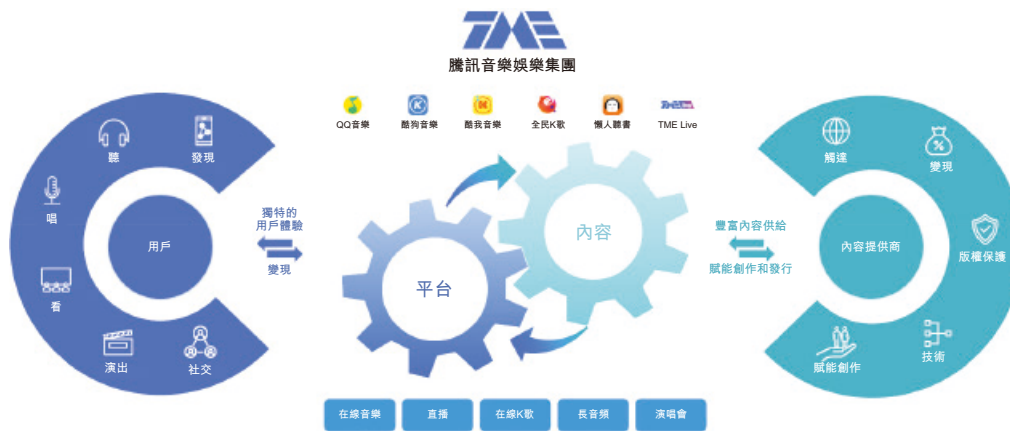 TME
騰訊音樂娛樂集團
QQ音樂
酷狗音樂
酷我音樂
全民K歌
懶人聽書
TME Live
聽
發現
唱
用戶
看
演出
社交
獨特的
用戶體驗
變現
平台
內容
豐富內容供給
賦能創作和發行
觸達
變現
內容提供商
版權保護
技術
賦能創作
在線音樂
直播
在線K歌
長音頻
演唱會